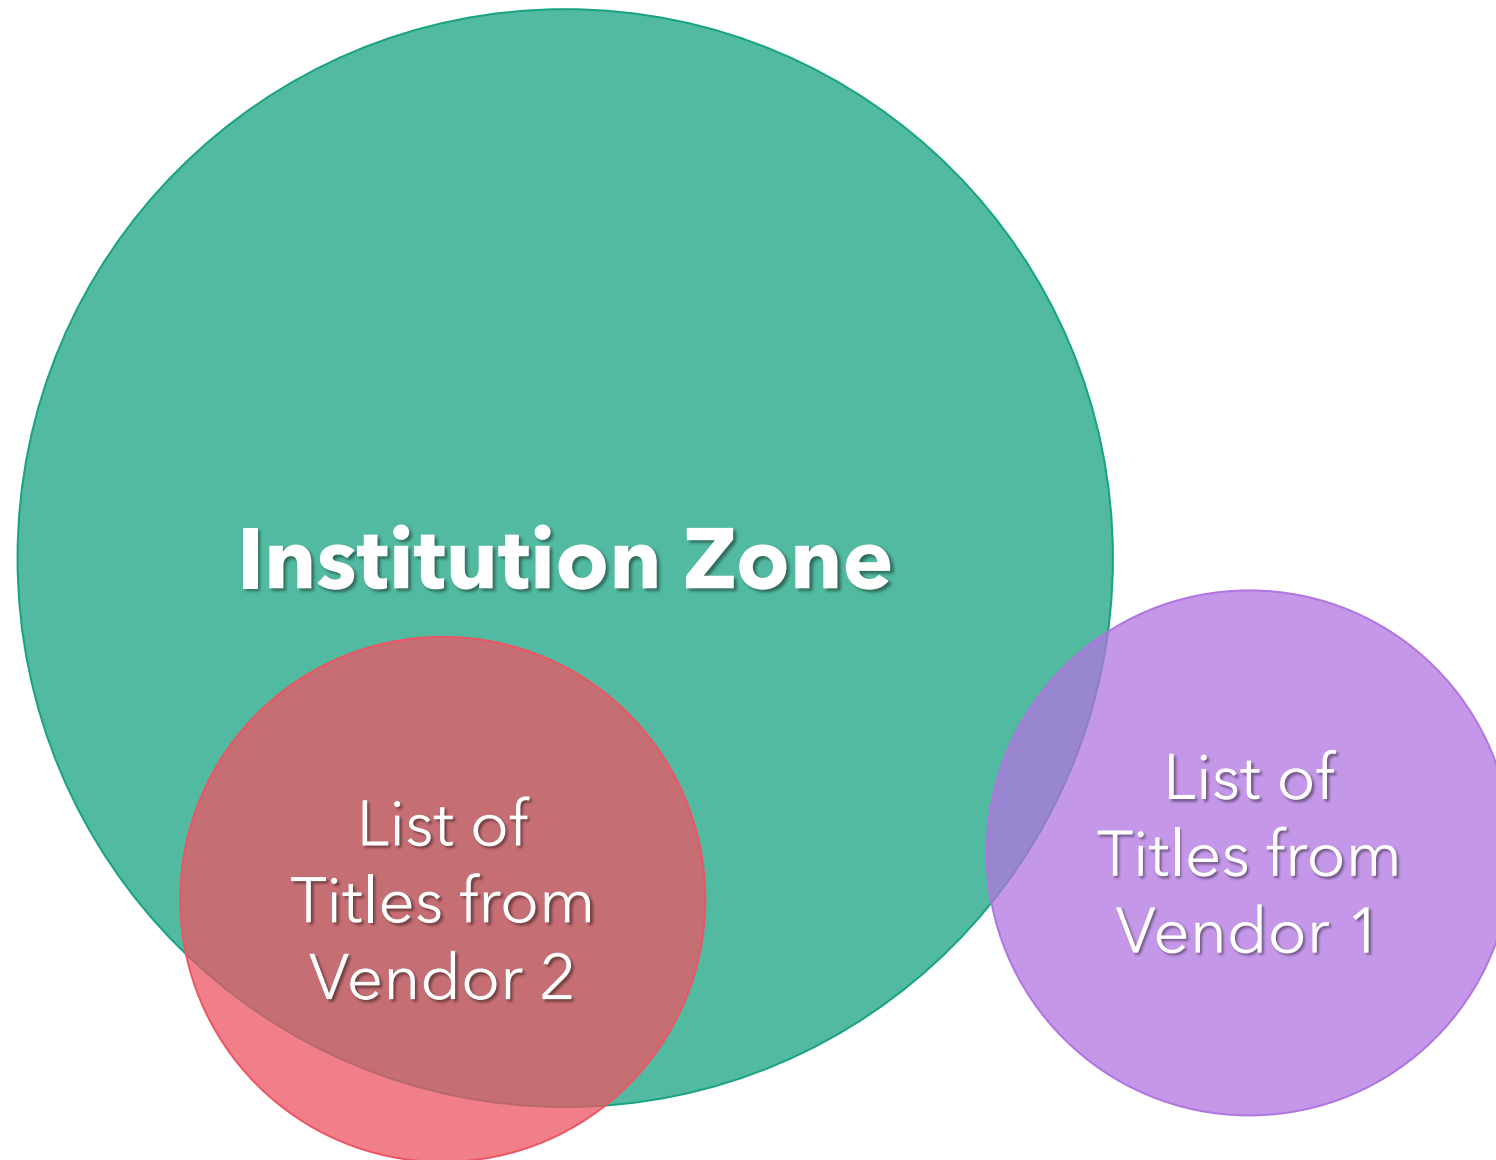 Institution Zone
List of
Titles from
Vendor 2
List of
Titles from
Vendor 1